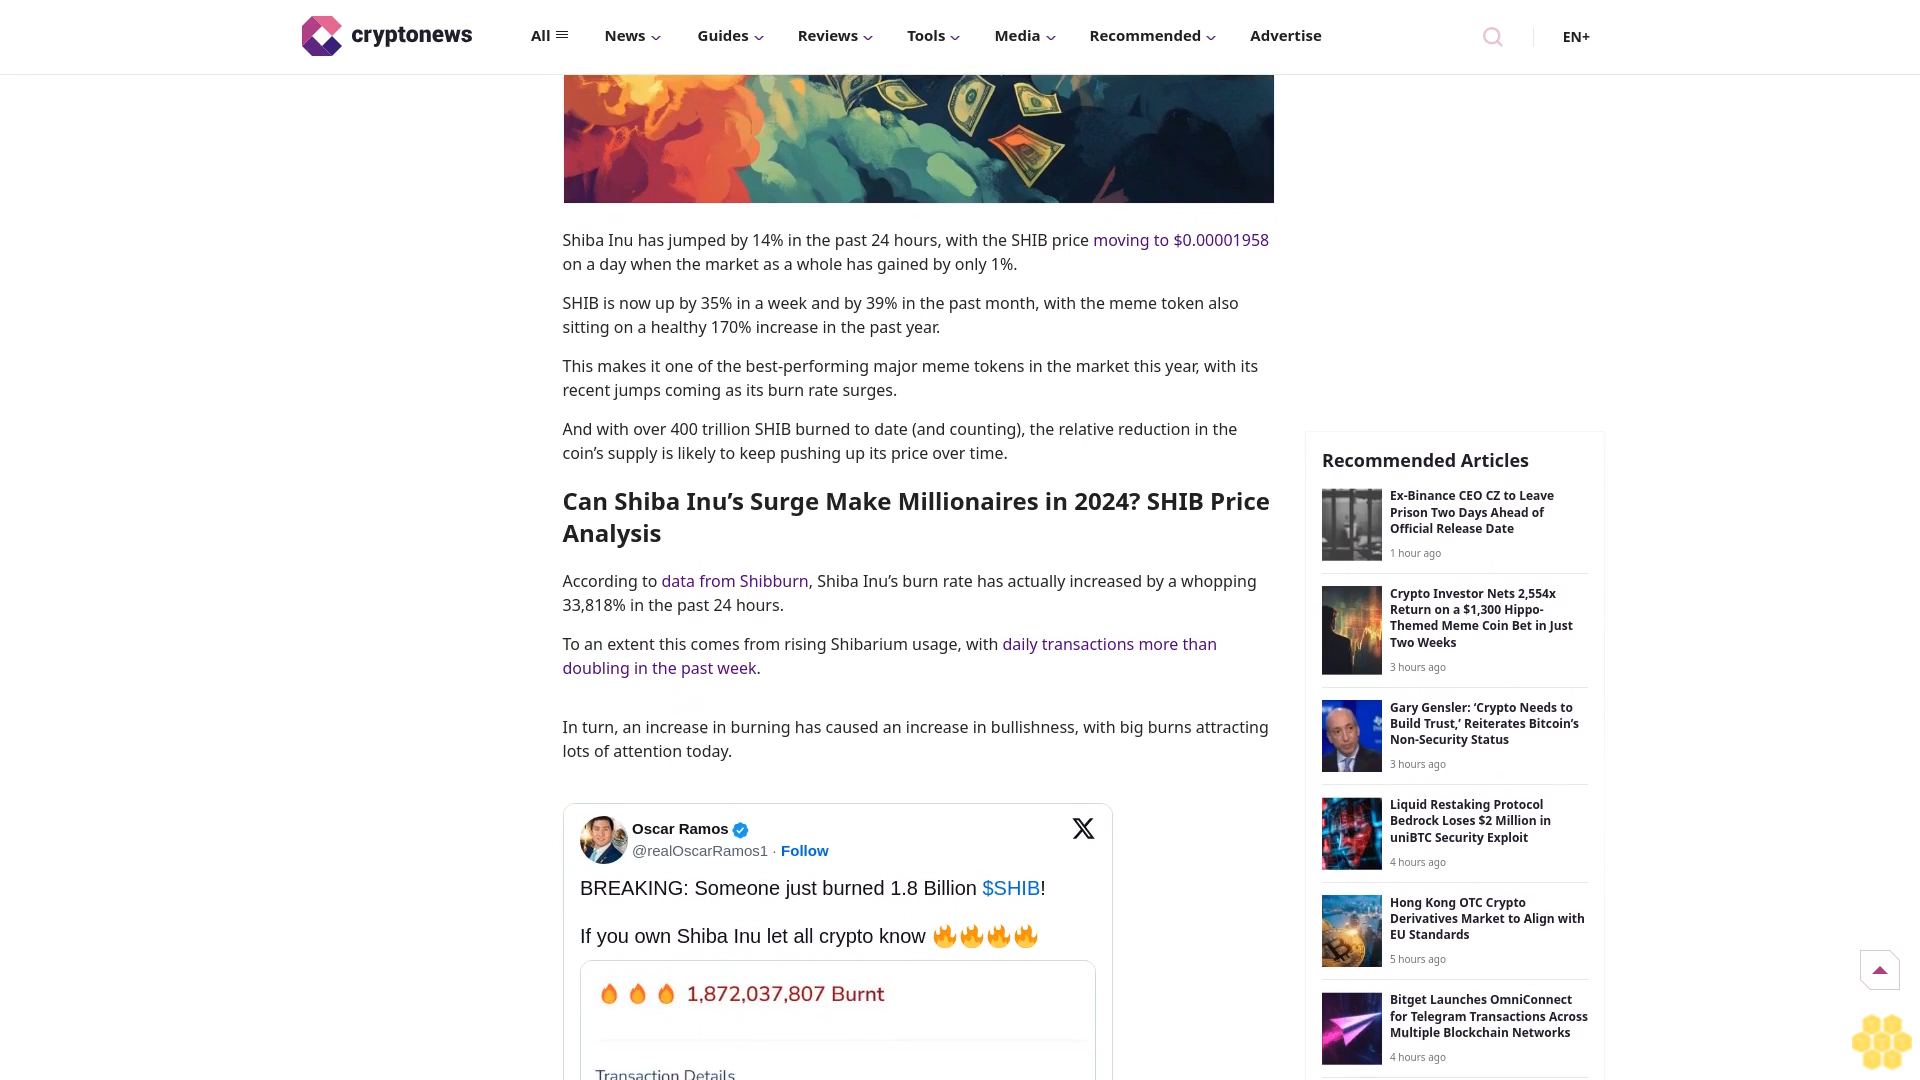 cryptonews
All
News
Guides
Reviews
Tools
Media
Recommended
Advertise
EN+
Shiba Inu has jumped by 14% in the past 24 hours, with the SHIB price moving to $0.00001958
on a day when the market as a whole has gained by only 1%.
SHIB is now up by 35% in a week and by 39% in the past month, with the meme token also
sitting on a healthy 170% increase in the past year.
This makes it one of the best-performing major meme tokens in the market this year, with its
recent jumps coming as its burn rate surges.
And with over 400 trillion SHIB burned to date (and counting), the relative reduction in the
coin’s supply is likely to keep pushing up its price over time.
Can Shiba Inu’s Surge Make Millionaires in 2024? SHIB Price
Analysis
According to data from Shibburn, Shiba Inu’s burn rate has actually increased by a whopping
33,818% in the past 24 hours.
To an extent this comes from rising Shibarium usage, with daily transactions more than
doubling in the past week.
In turn, an increase in burning has caused an increase in bullishness, with big burns attracting
lots of attention today.
Oscar Ramos
@realOscarRamos1 · Follow
BREAKING: Someone just burned 1.8 Billion $SHIB!
If you own Shiba Inu let all crypto know 🔥🔥🔥🔥
🔥 🔥 🔥 1,872,037,807 Burnt
Transaction Details
Recommended Articles
Ex-Binance CEO CZ to Leave
Prison Two Days Ahead of
Official Release Date
1 hour ago
Crypto Investor Nets 2,554x
Return on a $1,300 Hippo-
Themed Meme Coin Bet in Just
Two Weeks
3 hours ago
Gary Gensler: ‘Crypto Needs to
Build Trust,’ Reiterates Bitcoin’s
Non-Security Status
3 hours ago
Liquid Restaking Protocol
Bedrock Loses $2 Million in
uniBTC Security Exploit
4 hours ago
Hong Kong OTC Crypto
Derivatives Market to Align with
EU Standards
5 hours ago
Bitget Launches OmniConnect
for Telegram Transactions Across
Multiple Blockchain Networks
4 hours ago